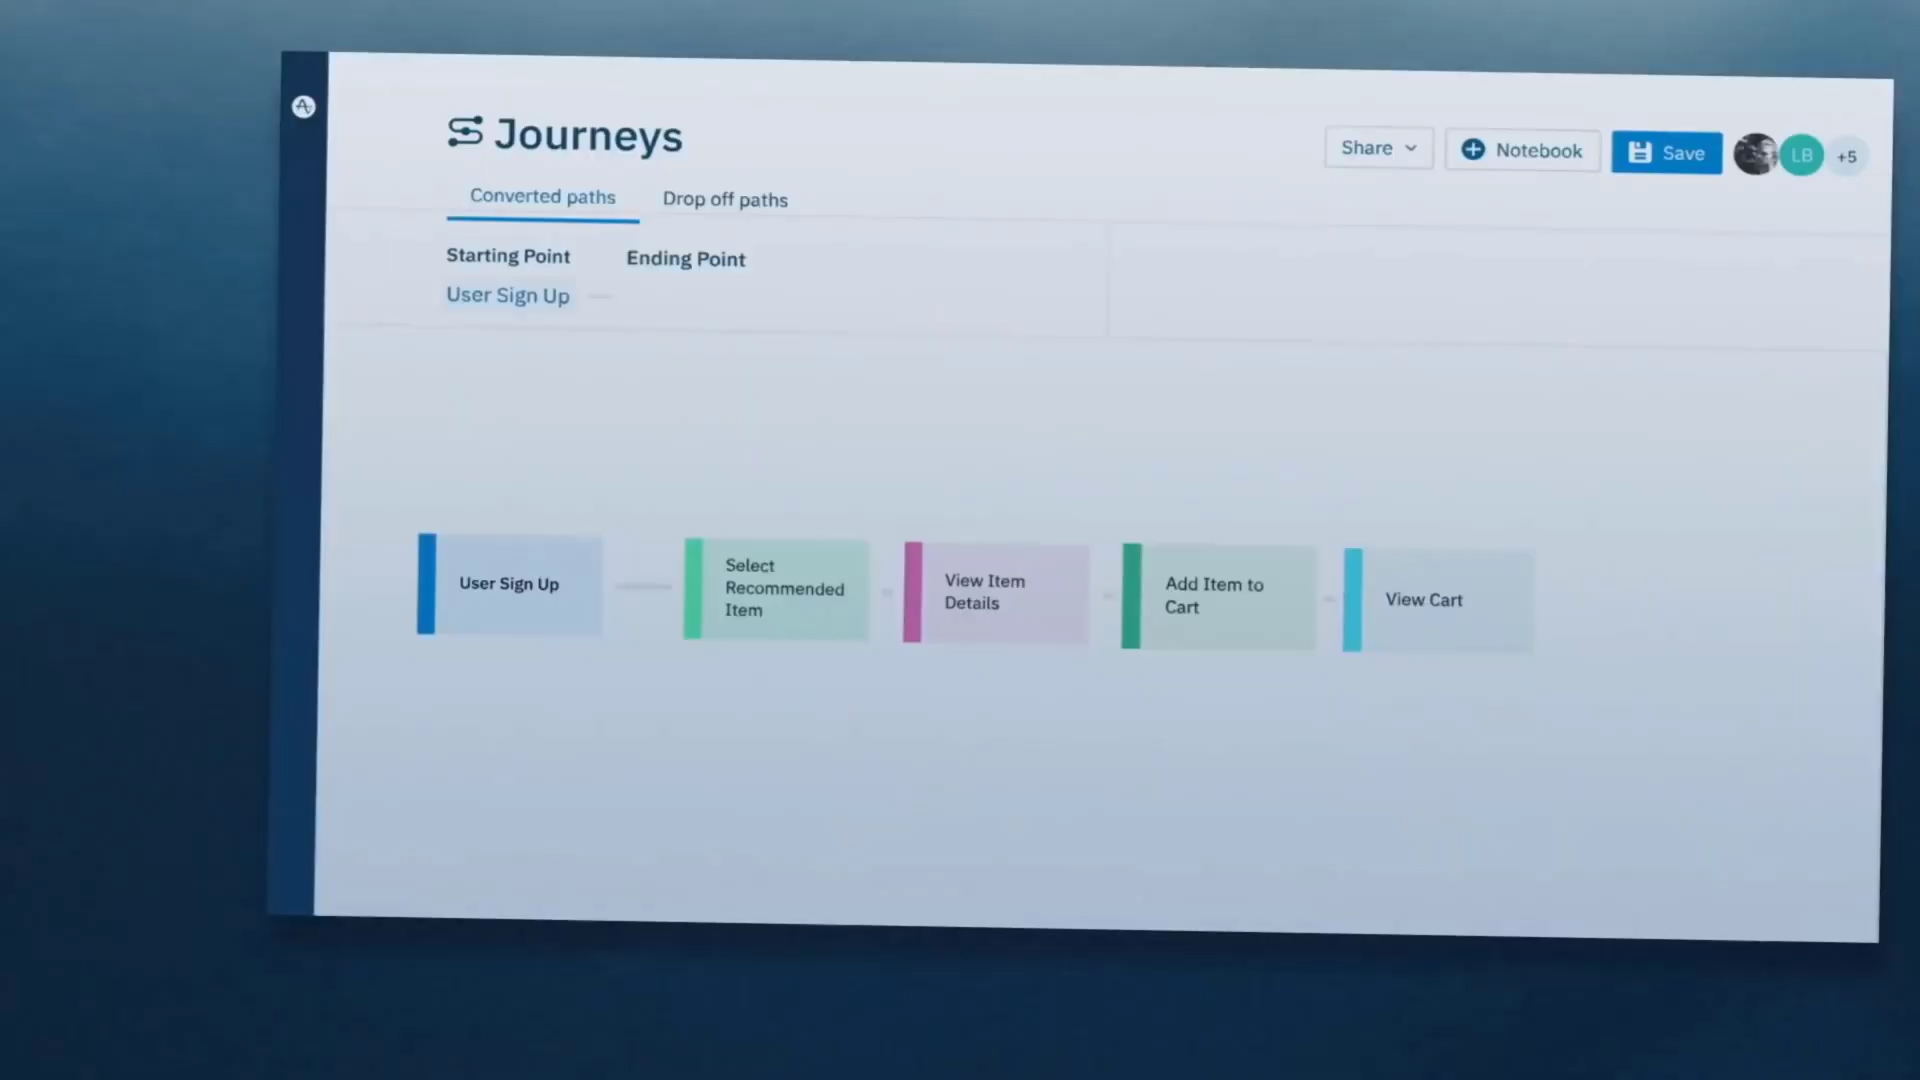 Journeys
Share
Notebook
Save
LB
+5
Converted paths
Drop off paths
Starting Point
Ending Point
User Sign Up
User Sign Up
Select
Recommended
Item
View Item
Details
Add Item to
Cart
View Cart